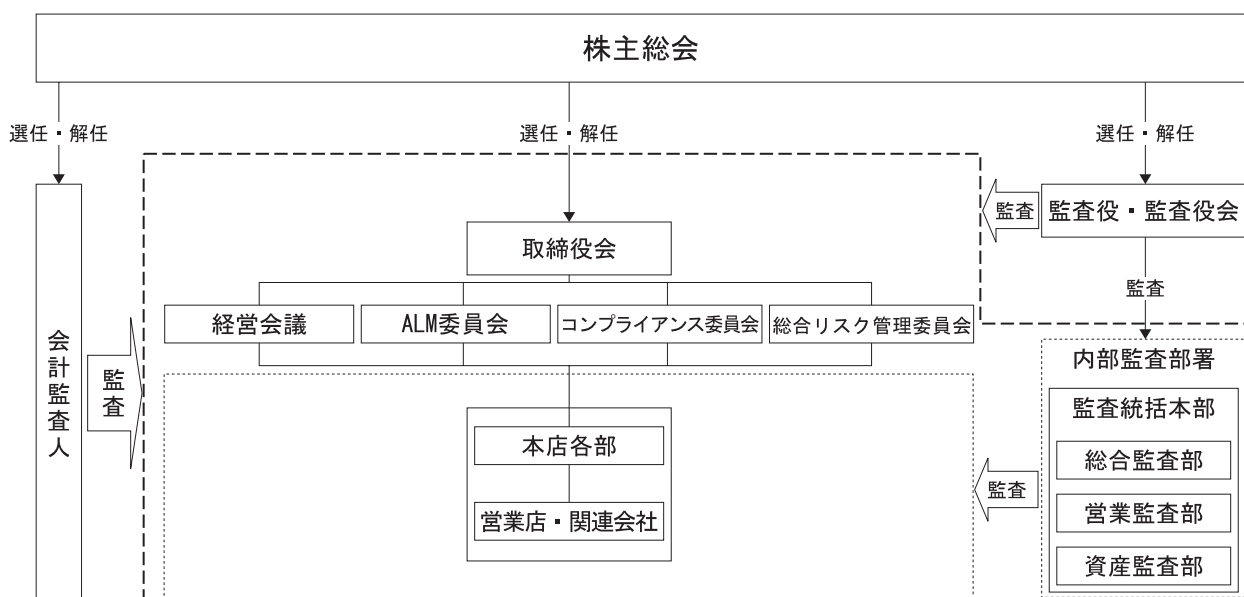 株主総会
選任・解任
選任・解任
選任・解任
監査
監査役・監査役会
取締役会
監査
経営会議
ALM委員会
コンプライアンス委員会
総合リスク管理委員会
会計監査人
監査
内部監査部署
監査統括本部
本店各部
総合監査部
監査
営業店・関連会社
営業監査部
資産監査部